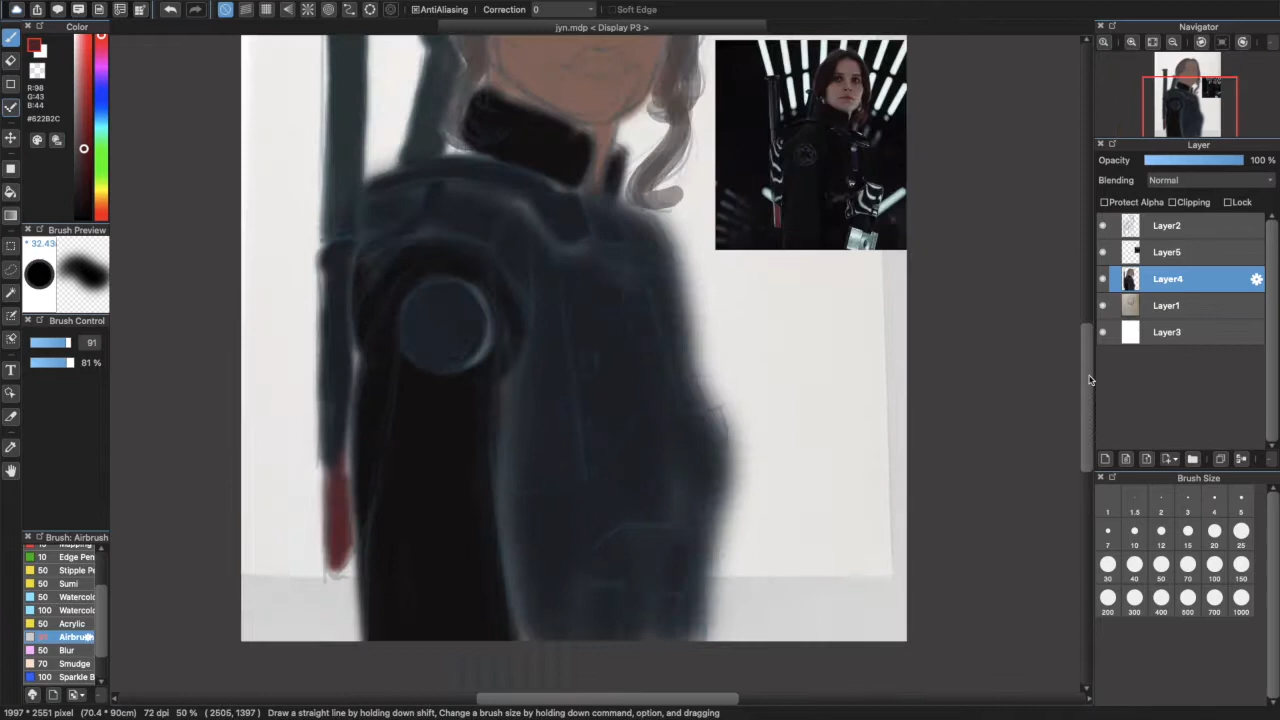 AntiAliasing Correction 0 Soft Edge
jyn.mdp < Display P3 >
Color
R:98
G:43
B:44
#622B2C
Brush Preview
* 32.43
Brush Control
91
81 %
Brush: Airbrush
10 Edge Pen
50 Stipple Pe
50 Sumi
50 Watercolo
100 Watercolo
50 Acrylic
Airbrush
50 Blur
70 Smudge
100 Sparkle B
Navigator
Layer
Opacity 100 %
Blending Normal
Protect Alpha Clipping Lock
Layer2
Layer5
Layer4
Layer1
Layer3
Brush Size
1 1.5 2 3 4 5
7 10 12 15 20 25
30 40 50 70 100 150
200 300 400 500 700 1000
1997 * 2551 pixel (70.4 * 90cm) 72 dpi 50 % ( 2505, 1397 ) Draw a straight line by holding down shift, Change a brush size by holding down command, option, and dragging